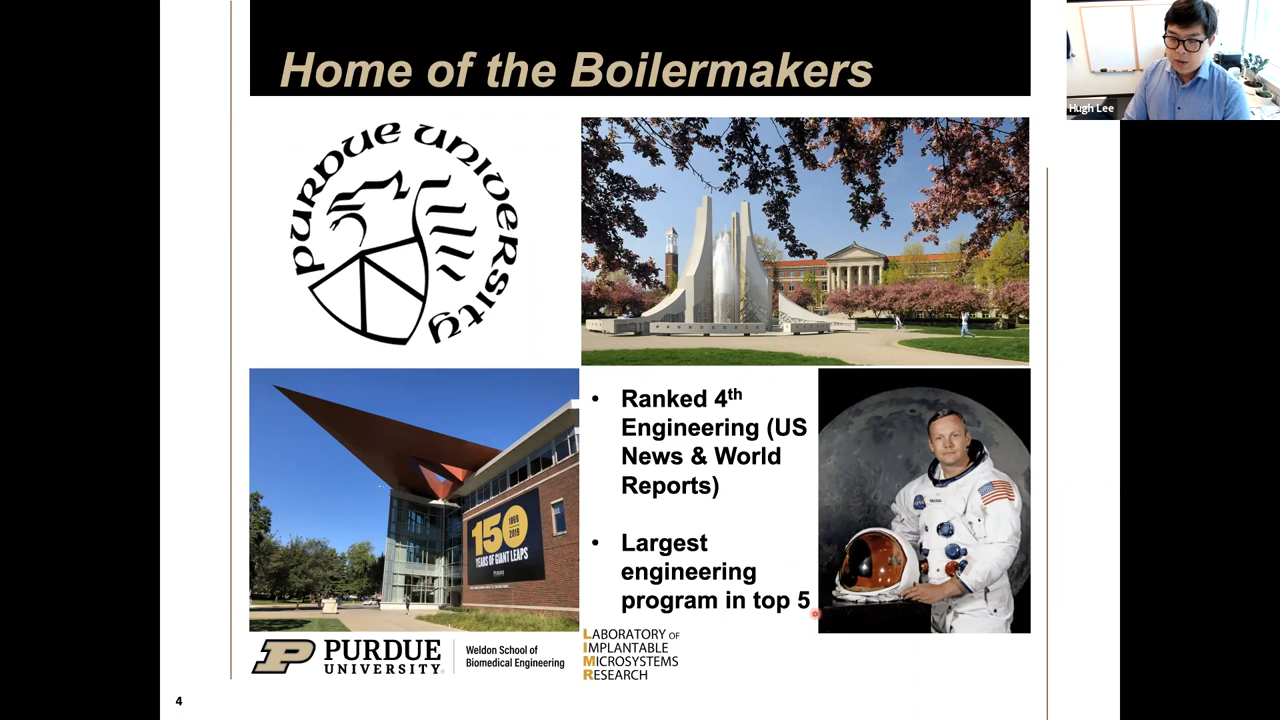 Home of the Boilermakers
Hugh Lee
PURDUE UNIVERSITY
• Ranked 4th
Engineering (US
News & World
Reports)
• Largest
engineering
program in top 5
150
1869
2019
YEARS OF GIANT LEAPS
NASA
PURDUE
UNIVERSITY
Weldon School of
Biomedical Engineering
LABORATORY OF
IMPLANTABLE
MICROSYSTEMS
RESEARCH
4